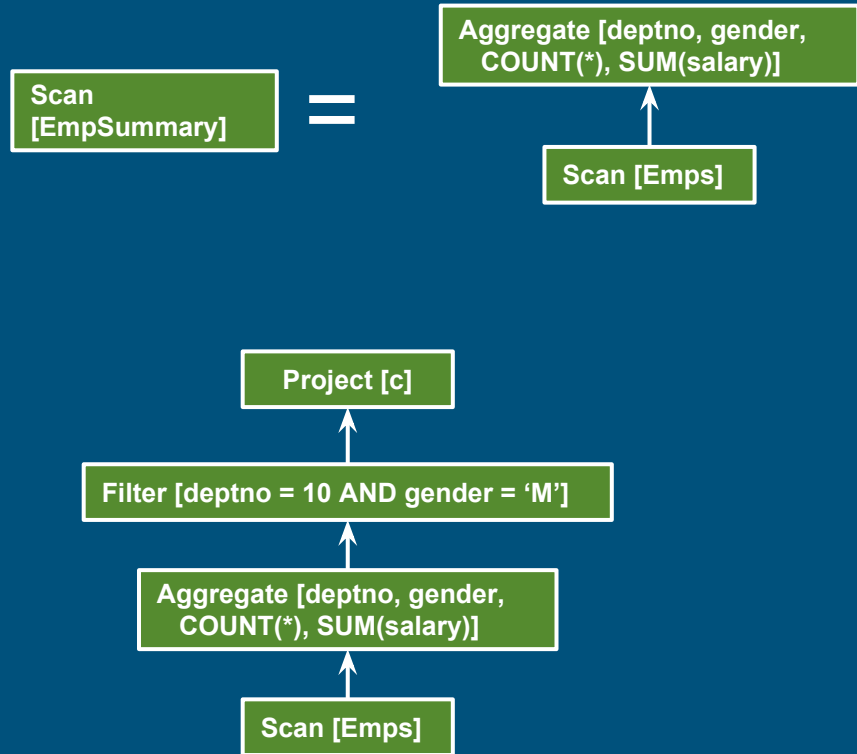 Aggregate [deptno, gender,
COUNT(*), SUM(salary)]
Scan
[EmpSummary]
=
Scan [Emps]
Project [c]
Filter [deptno = 10 AND gender = ‘M’]
Aggregate [deptno, gender,
COUNT(*), SUM(salary)]
Scan [Emps]